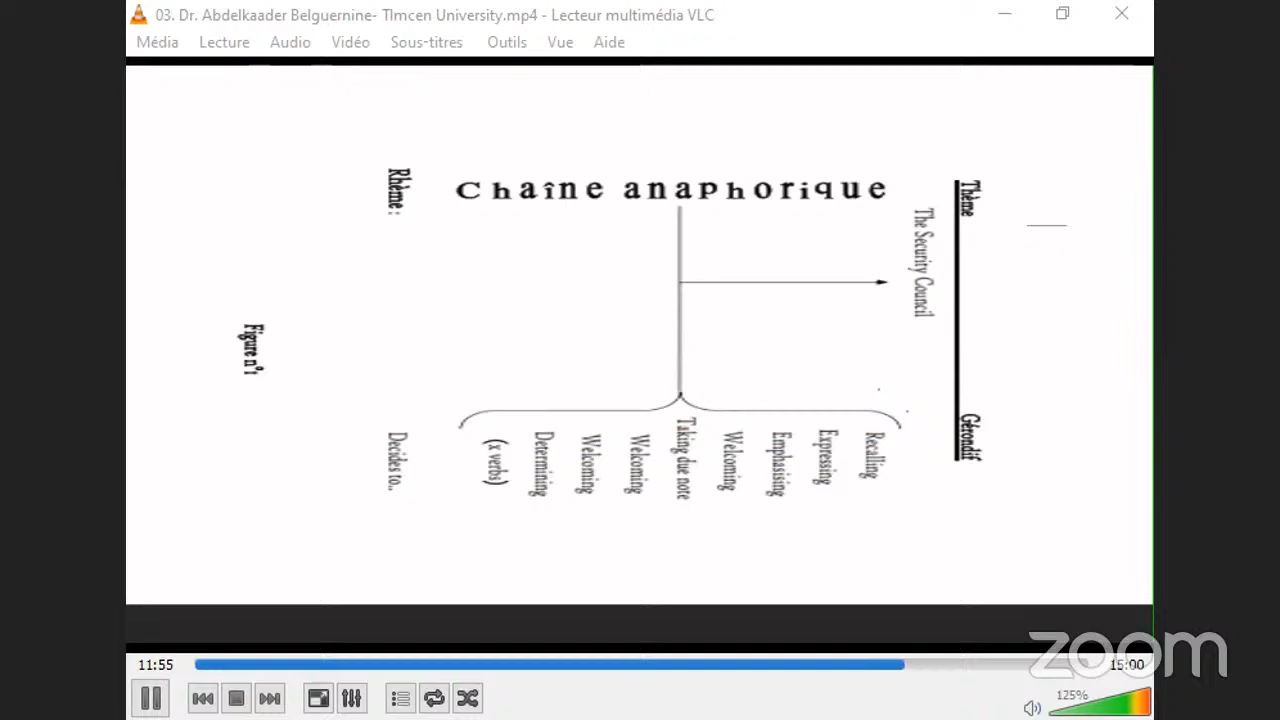 03. Dr. Abdelkaader Belguernine- Tlmcen University.mp4 - Lecteur multimédia VLC
Média Lecture Audio Vidéo Sous-titres Outils Vue Aide
Thème Gérondif
The Security Council
Recalling
Expressing
Emphasising
Welcoming
Taking due note
Welcoming
Welcoming
Determining
(x verbs)
Chaîne anaphorique
Rhème : Decides to..
Figure n°1
zoom
11:55 15:00
125%